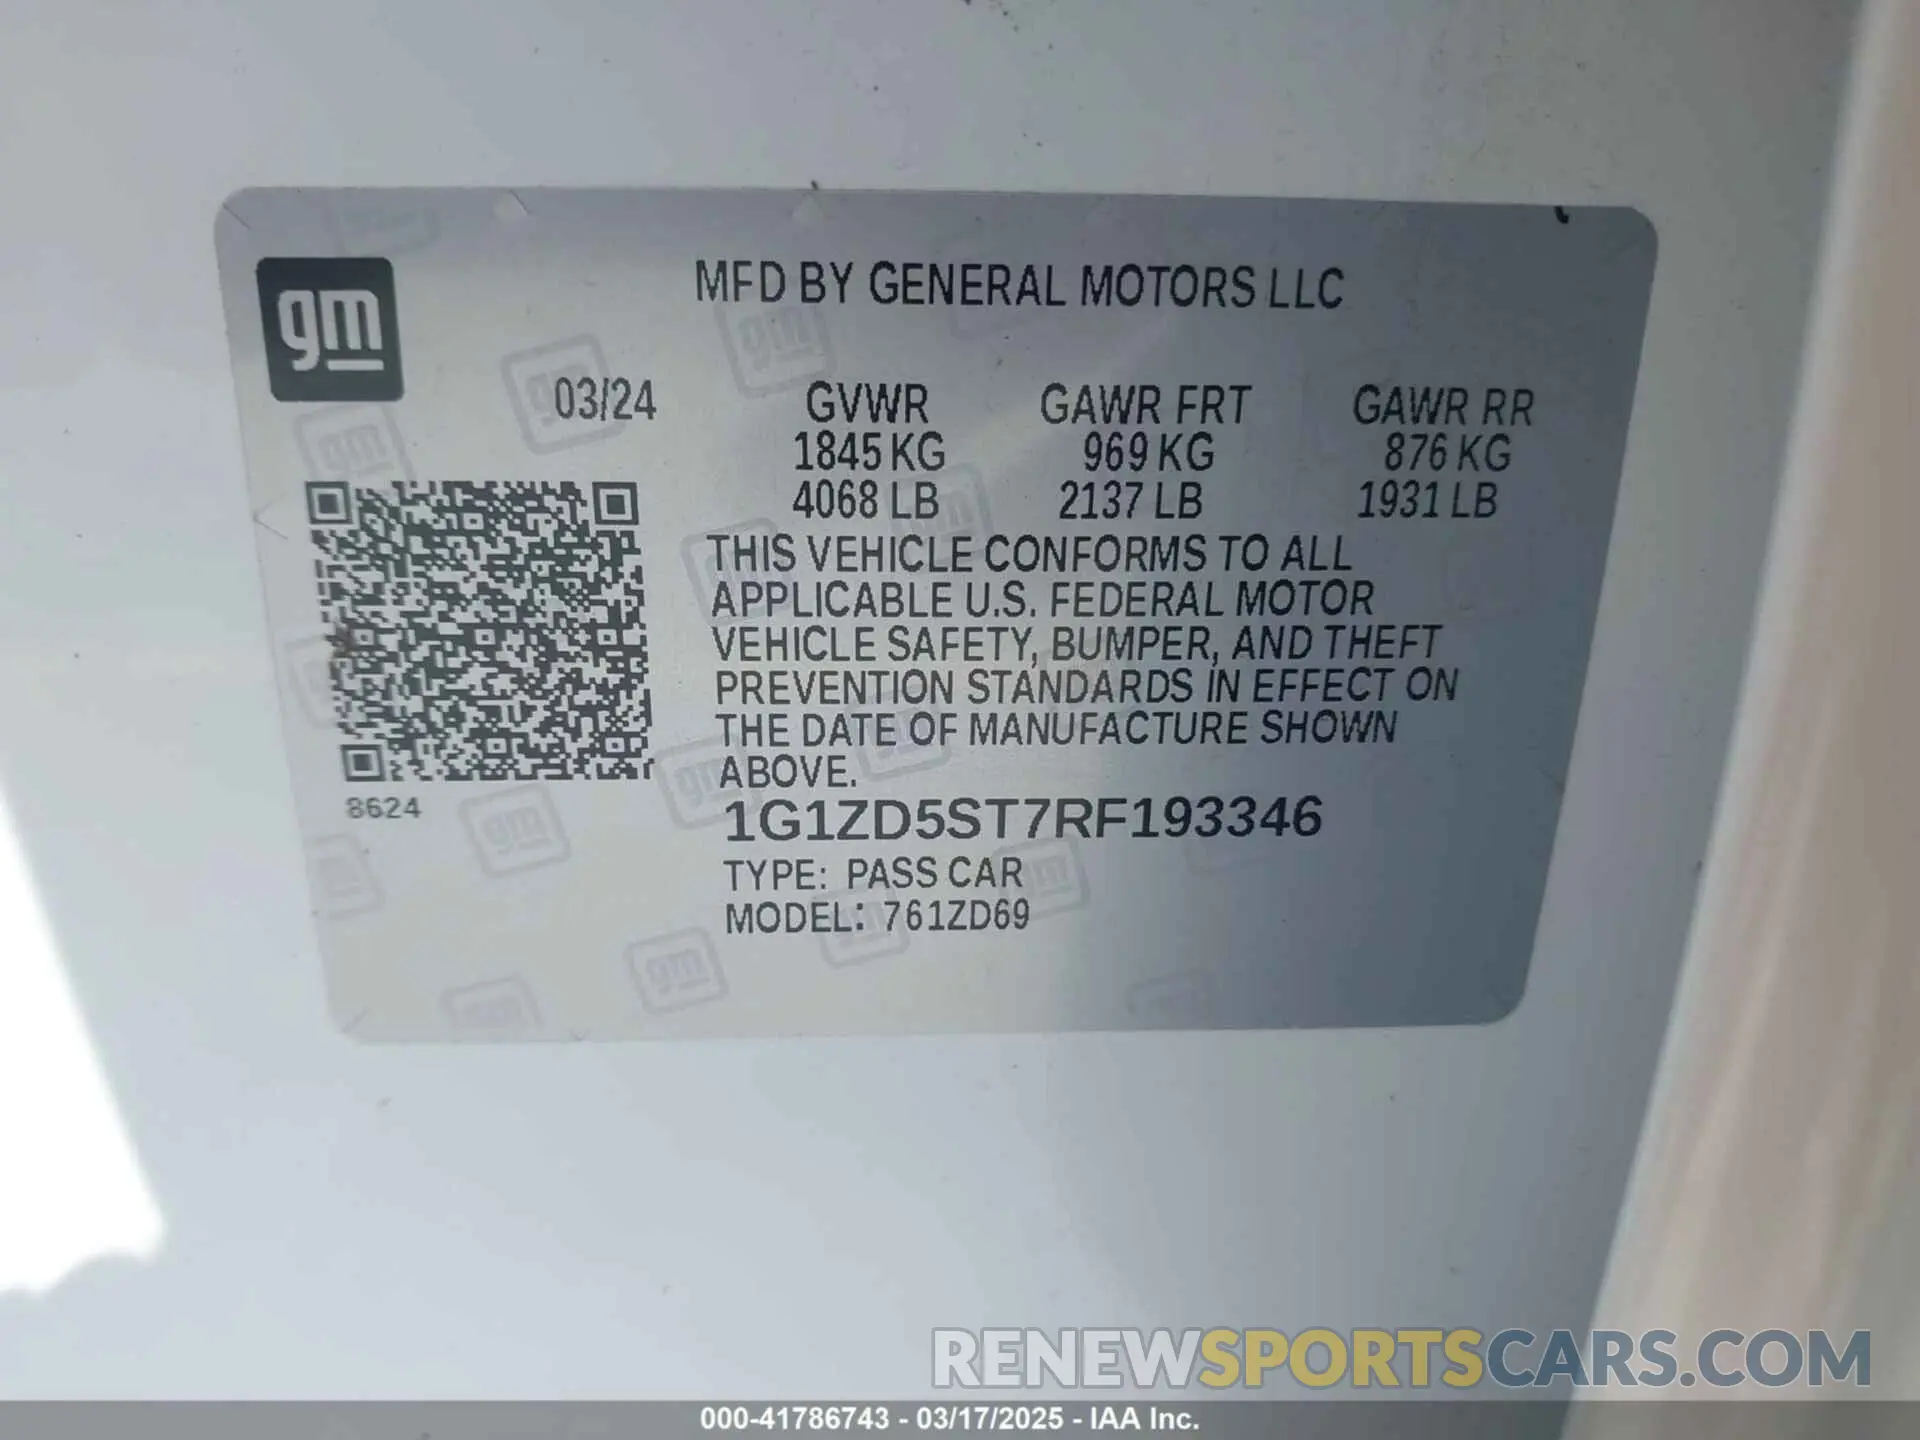 gm
MFD BY GENERAL MOTORS LLC
03/24
GVWR GAWR FRT GAWR RR
1845 KG 969 KG 876 KG
4068 LB 2137 LB 1931 LB
THIS VEHICLE CONFORMS TO ALL
APPLICABLE U.S. FEDERAL MOTOR
VEHICLE SAFETY, BUMPER, AND THEFT
PREVENTION STANDARDS IN EFFECT ON
THE DATE OF MANUFACTURE SHOWN
ABOVE.
8624
1G1ZD5ST7RF193346
TYPE: PASS CAR
MODEL: 761ZD69
RENEWSPORTSCARS.COM
000-41786743 - 03/17/2025 - IAA Inc.